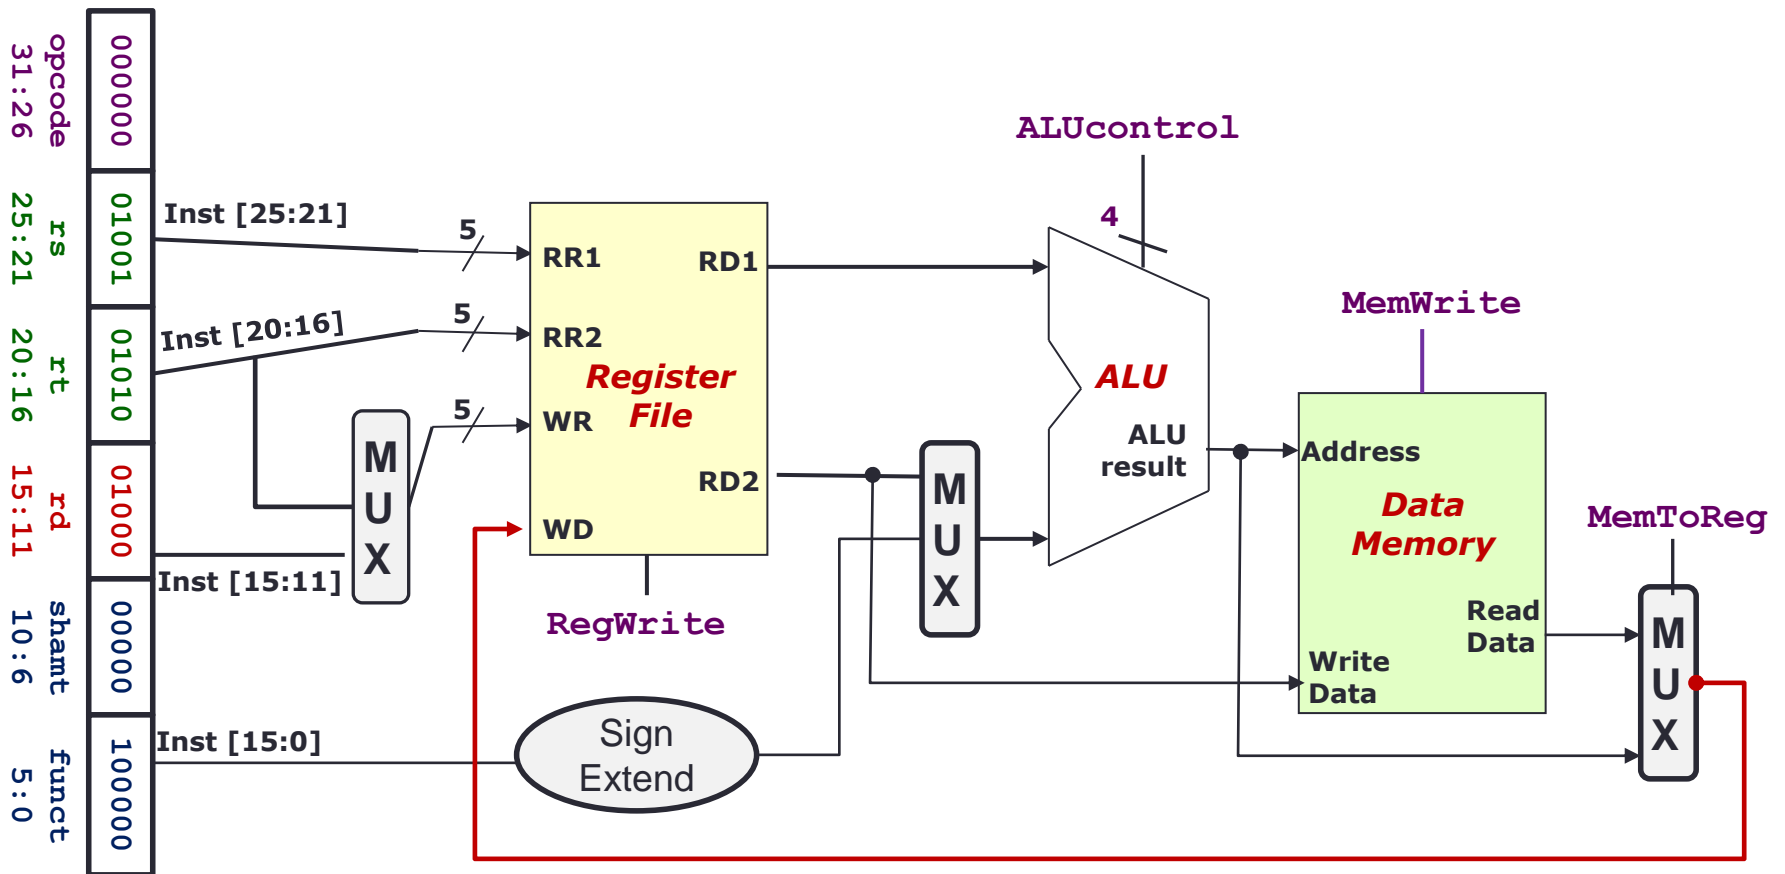 opcode
31:26
000000
rs
25:21
01001
rt
20:16
01010
rd
15:11
01000
shamt
10:6
00000
funct
5:0
100000
Inst [25:21]
Inst [20:16]
Inst [15:11]
Inst [15:0]
M
U
X
5
5
5
RR1
RR2
WR
WD
RD1
RD2
Register
File
RegWrite
Sign
Extend
M
U
X
ALUcontrol
4
ALU
ALU
result
MemWrite
Address
Data
Memory
Read
Data
Write
Data
MemToReg
M
U
X